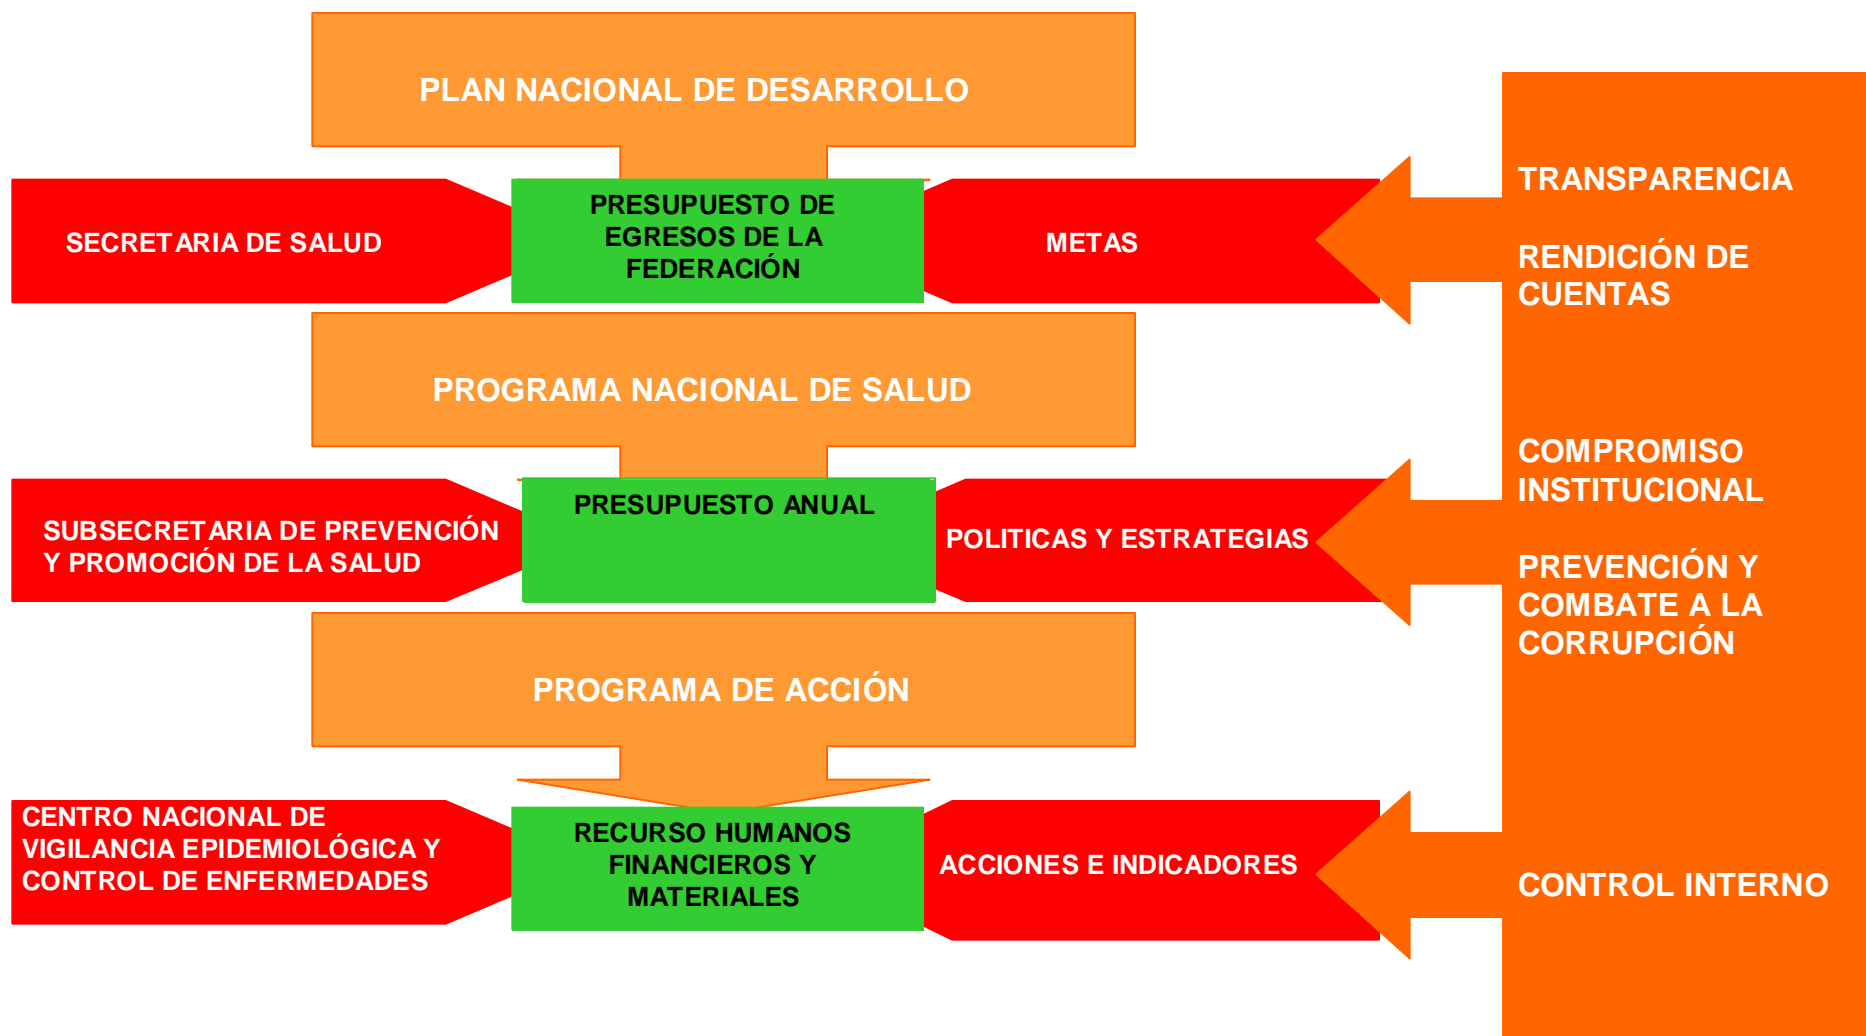 PLAN NACIONAL DE DESARROLLO
SECRETARIA DE SALUD
PRESUPUESTO DE
EGRESOS DE LA
FEDERACIÓN
METAS
TRANSPARENCIA
RENDICIÓN DE
CUENTAS
PROGRAMA NACIONAL DE SALUD
SUBSECRETARIA DE PREVENCIÓN
Y PROMOCIÓN DE LA SALUD
PRESUPUESTO ANUAL
POLITICAS Y ESTRATEGIAS
COMPROMISO
INSTITUCIONAL
PREVENCIÓN Y
COMBATE A LA
CORRUPCIÓN
PROGRAMA DE ACCIÓN
CENTRO NACIONAL DE
VIGILANCIA EPIDEMIOLÓGICA Y
CONTROL DE ENFERMEDADES
RECURSO HUMANOS
FINANCIEROS Y
MATERIALES
ACCIONES E INDICADORES
CONTROL INTERNO